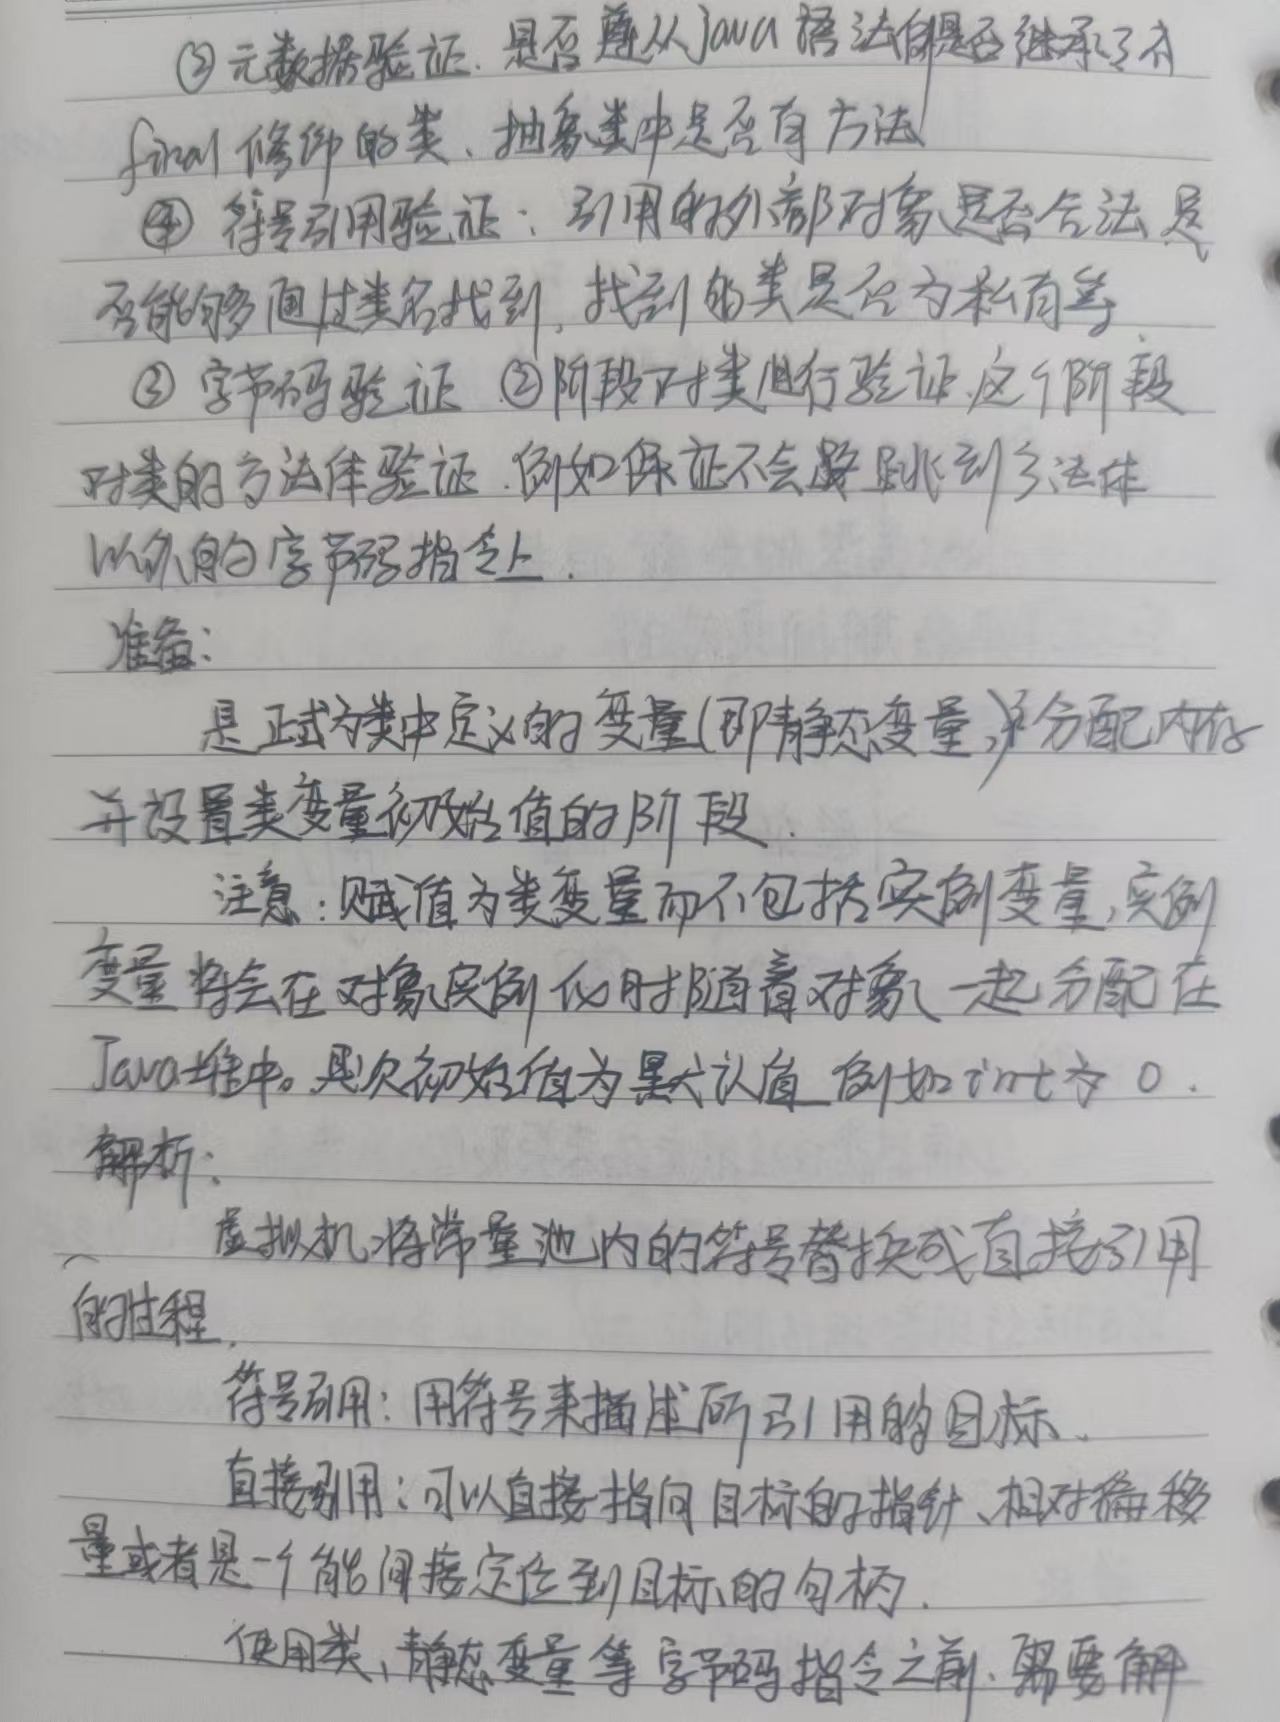 ② 元数据验证. 是否遵从Java语法 是否继承了不
final修饰的类、抽象类中是否有方法
④ 符号引用验证: 引用的外部对象是否合法 是
否能够通过类名找到, 找到的类是否为私有等
③ 字节码验证 ②阶段对类进行验证.这个阶段
对类的方法体验证.例如保证不会 跳到方法体
以外的字节码指令上.
准备:
是正式为类中定义的变量(即静态变量,)分配内存
并设置类变量初始值的阶段.
注意: 赋值为类变量而不包括实例变量,实例
变量将会在对象实例化时随着对象一起分配在
Java堆中。其次初始值为默认值 例如int为0.
解析:
虚拟机将常量池内的符号替换成直接引用
的过程.
符号引用: 用符号来描述所引用的目标.
直接引用: 可以直接指向目标的指针、相对偏移
量或者是一个能间接定位到目标的句柄.
使用类、静态变量等字节码指令之前.需要解